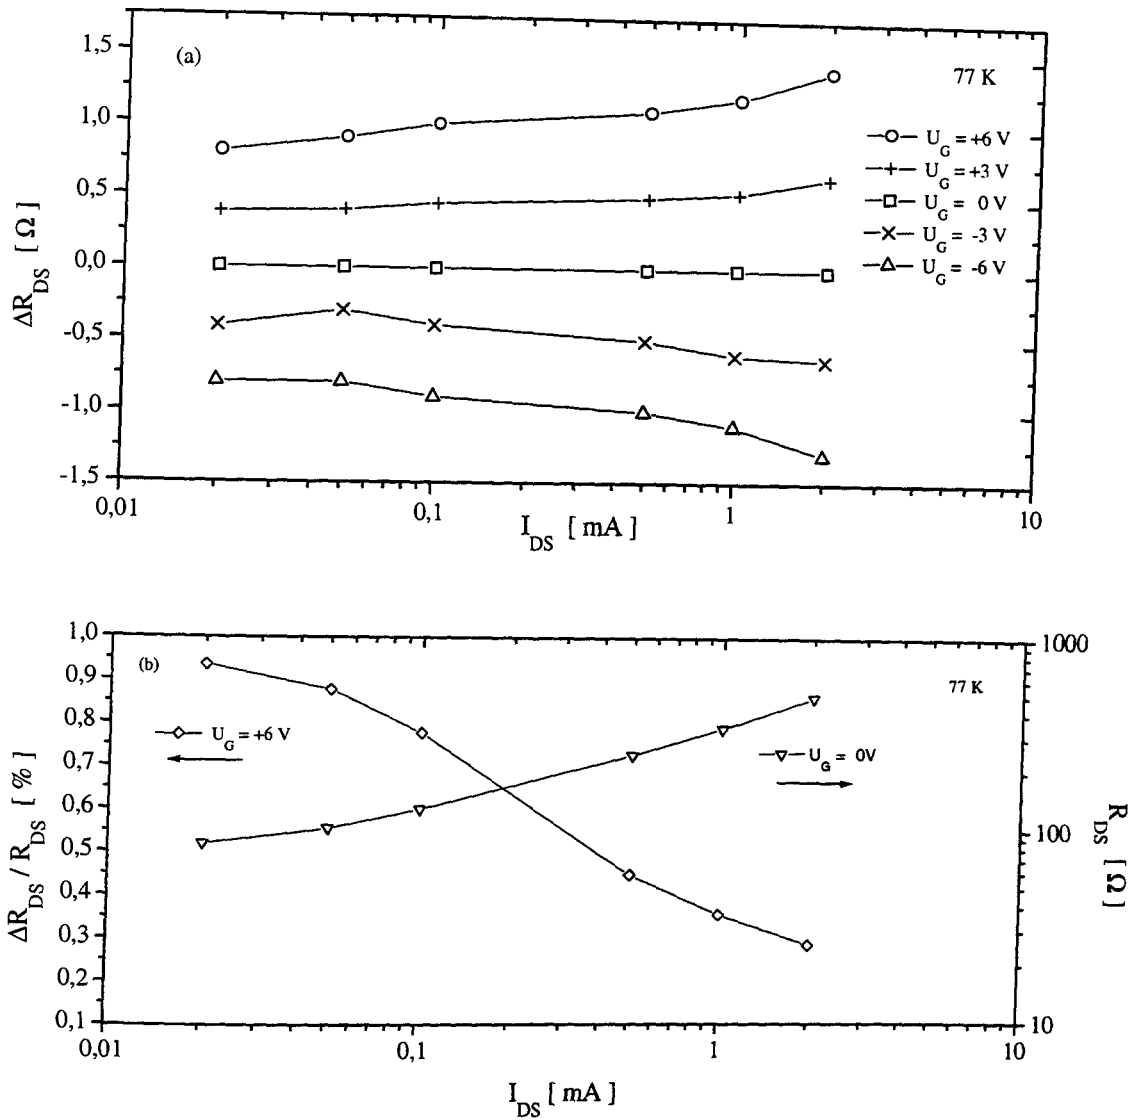 (a)
77 K
1,5
1,0
0,5
0,0
-0,5
-1,0
-1,5
ΔR_DS [ Ω ]
U_G = +6 V
U_G = +3 V
U_G = 0 V
U_G = -3 V
U_G = -6 V
0,01
0,1
1
10
I_DS [ mA ]
(b)
77 K
1,0
0,9
0,8
0,7
0,6
0,5
0,4
0,3
0,2
0,1
ΔR_DS / R_DS [ % ]
U_G = +6 V
U_G = 0V
1000
100
10
R_DS [ Ω ]
0,01
0,1
1
10
I_DS [ mA ]